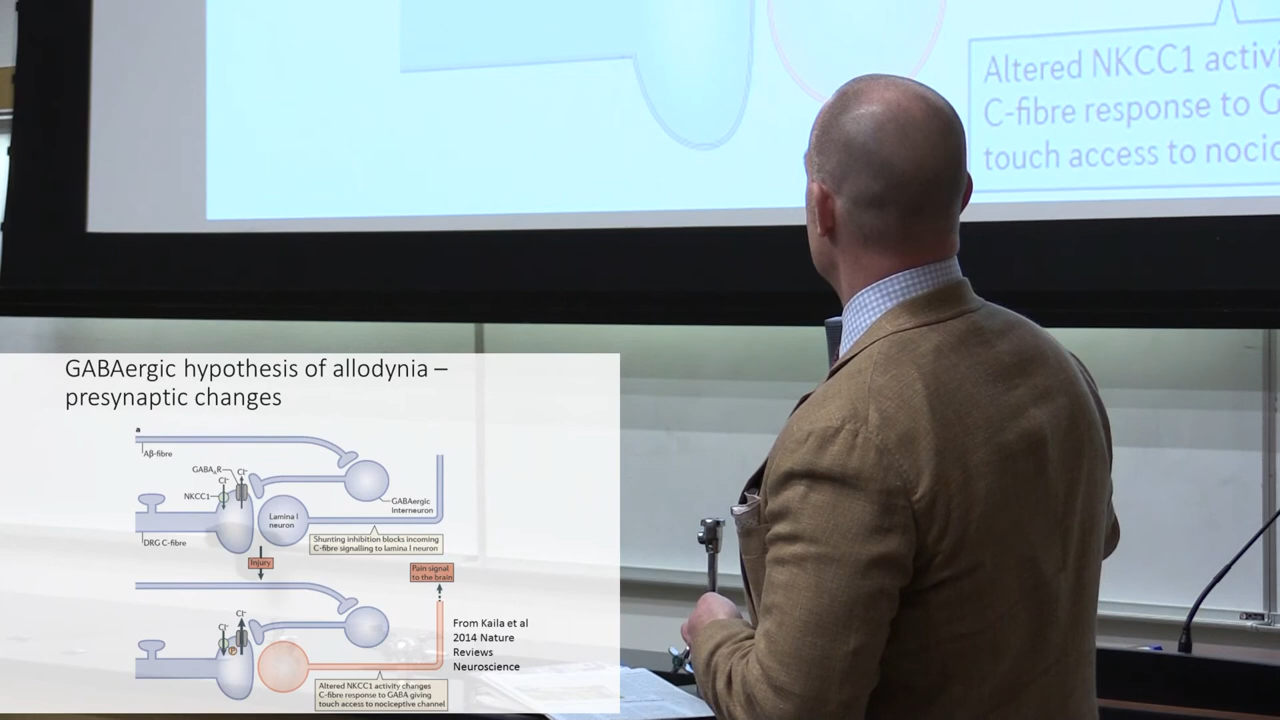 Altered NKCC1 activi
C-fibre response to G
touch access to nocic
GABAergic hypothesis of allodynia –
presynaptic changes
a
Aβ-fibre
GABAAR
Cl-
Cl-
NKCC1
GABAergic
interneuron
Lamina I
neuron
DRG C-fibre
Shunting inhibition blocks incoming
C-fibre signalling to lamina I neuron
Injury
Pain signal
to the brain
Cl-
Cl-
P
From Kaila et al
2014 Nature
Reviews
Neuroscience
Altered NKCC1 activity changes
C-fibre response to GABA giving
touch access to nociceptive channel